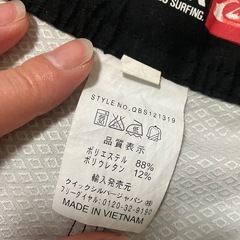 SURFING.
STYLE NO. QBS121319
品質表示
ポリエステル 88%
ポリウレタン 12%
輸入発売元
クイックシルバージャパン㈱
フリーダイヤル:0120-32-9190
MADE IN VIETNAM